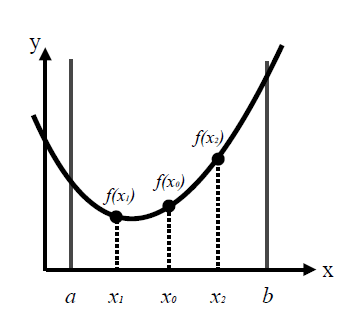 y
f(x₂)
f(x₀)
f(x₁)
x
a x₁ x₀ x₂ b